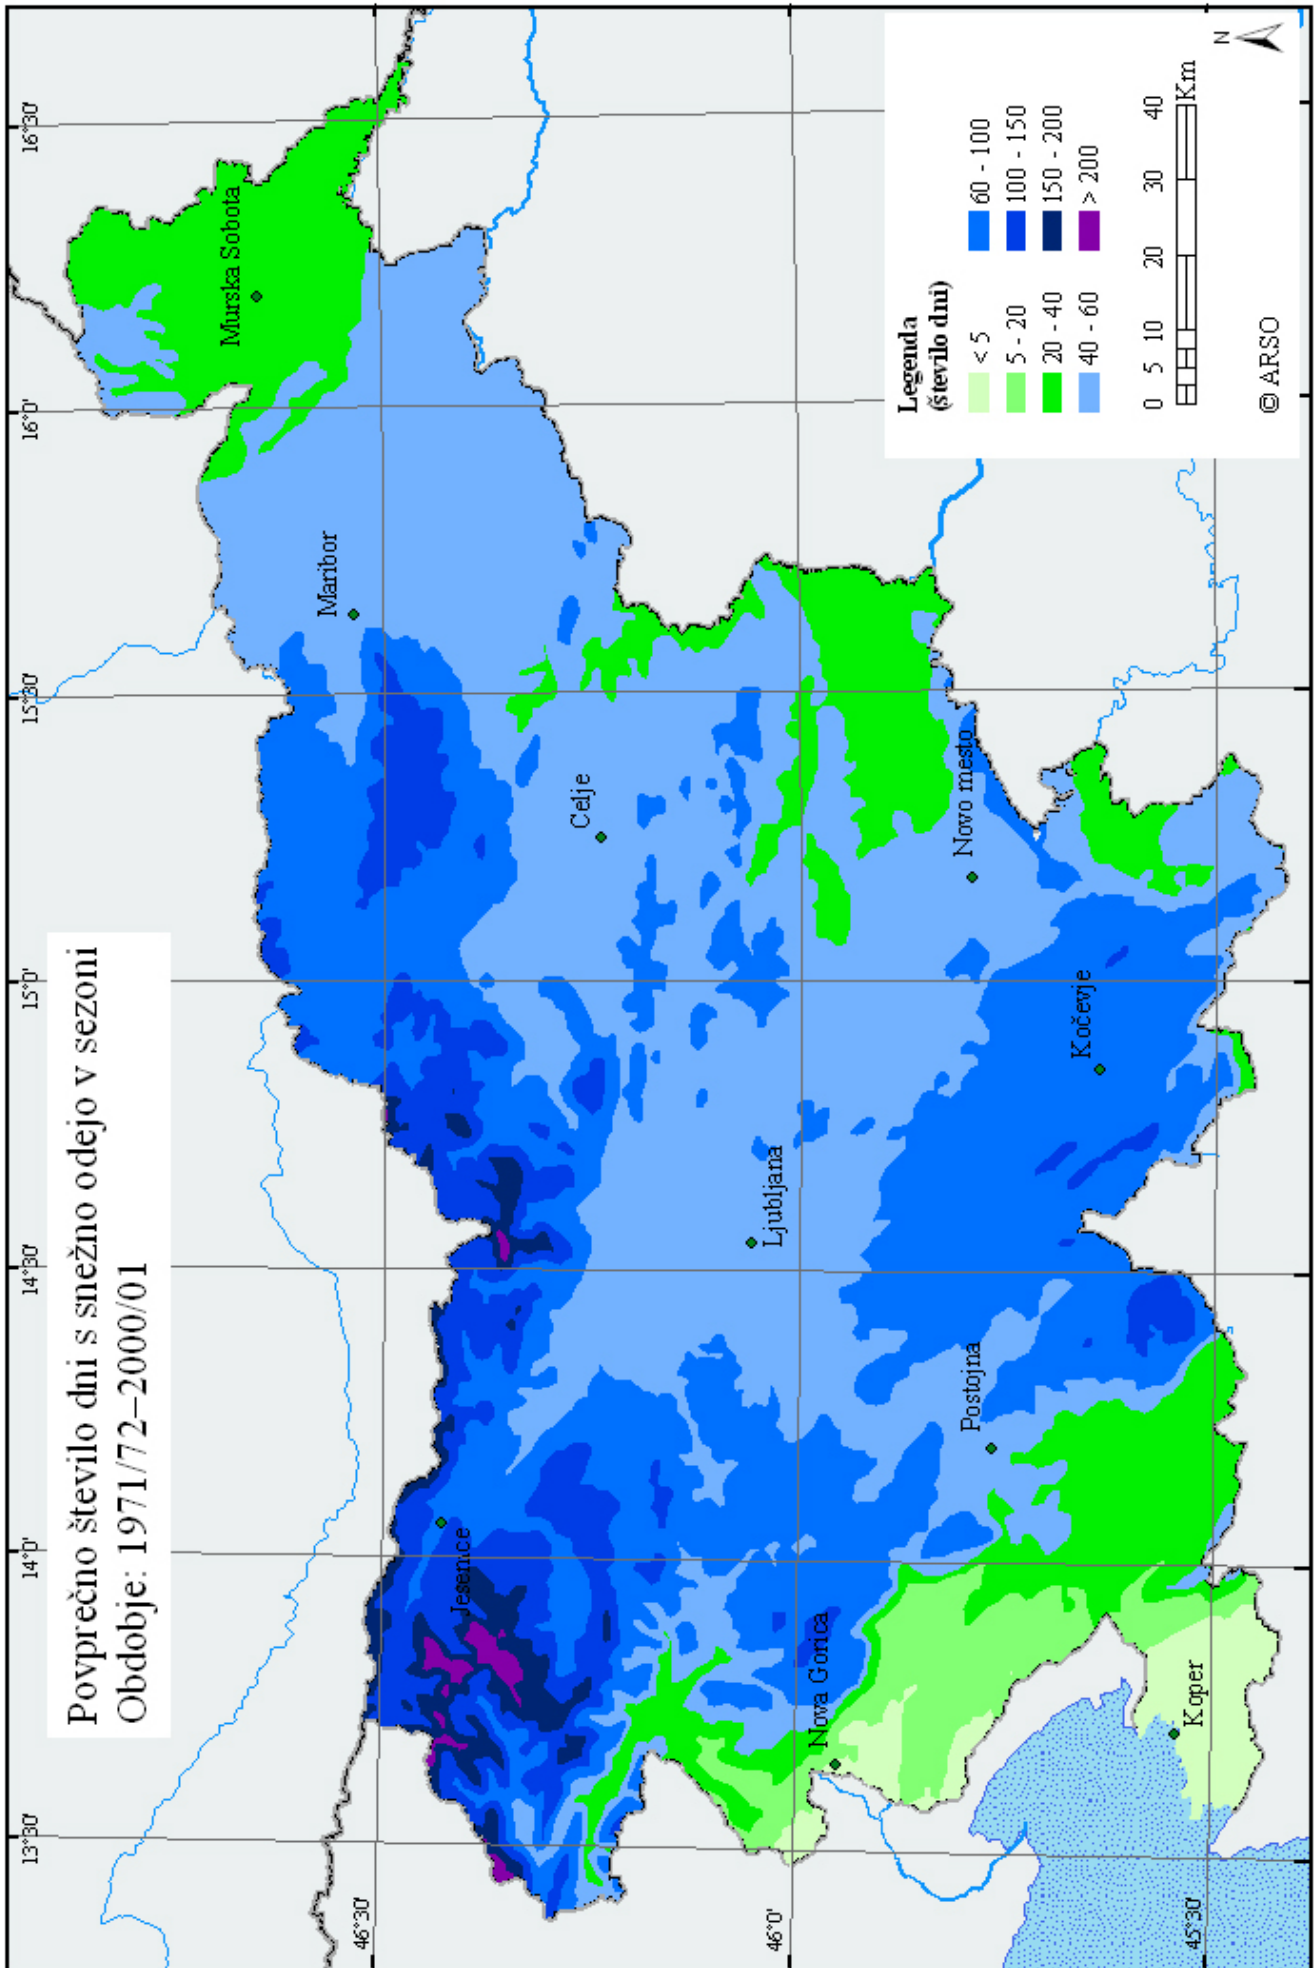 Povprečno število dni s snežno odejo v sezoni
Obdobje: 1971/72–2000/01
13°30'
14°0'
14°30'
15°0'
15°30'
16°0'
16°30'
46°30'
46°0'
45°30'
Murska Sobota
Maribor
Jesenice
Celje
Ljubljana
Nova Gorica
Novo mesto
Postojna
Kočevje
Koper
Legenda
(število dni)
< 5
5 - 20
20 - 40
40 - 60
60 - 100
100 - 150
150 - 200
> 200
0 5 10 20 30 40
Km
© ARSO
N